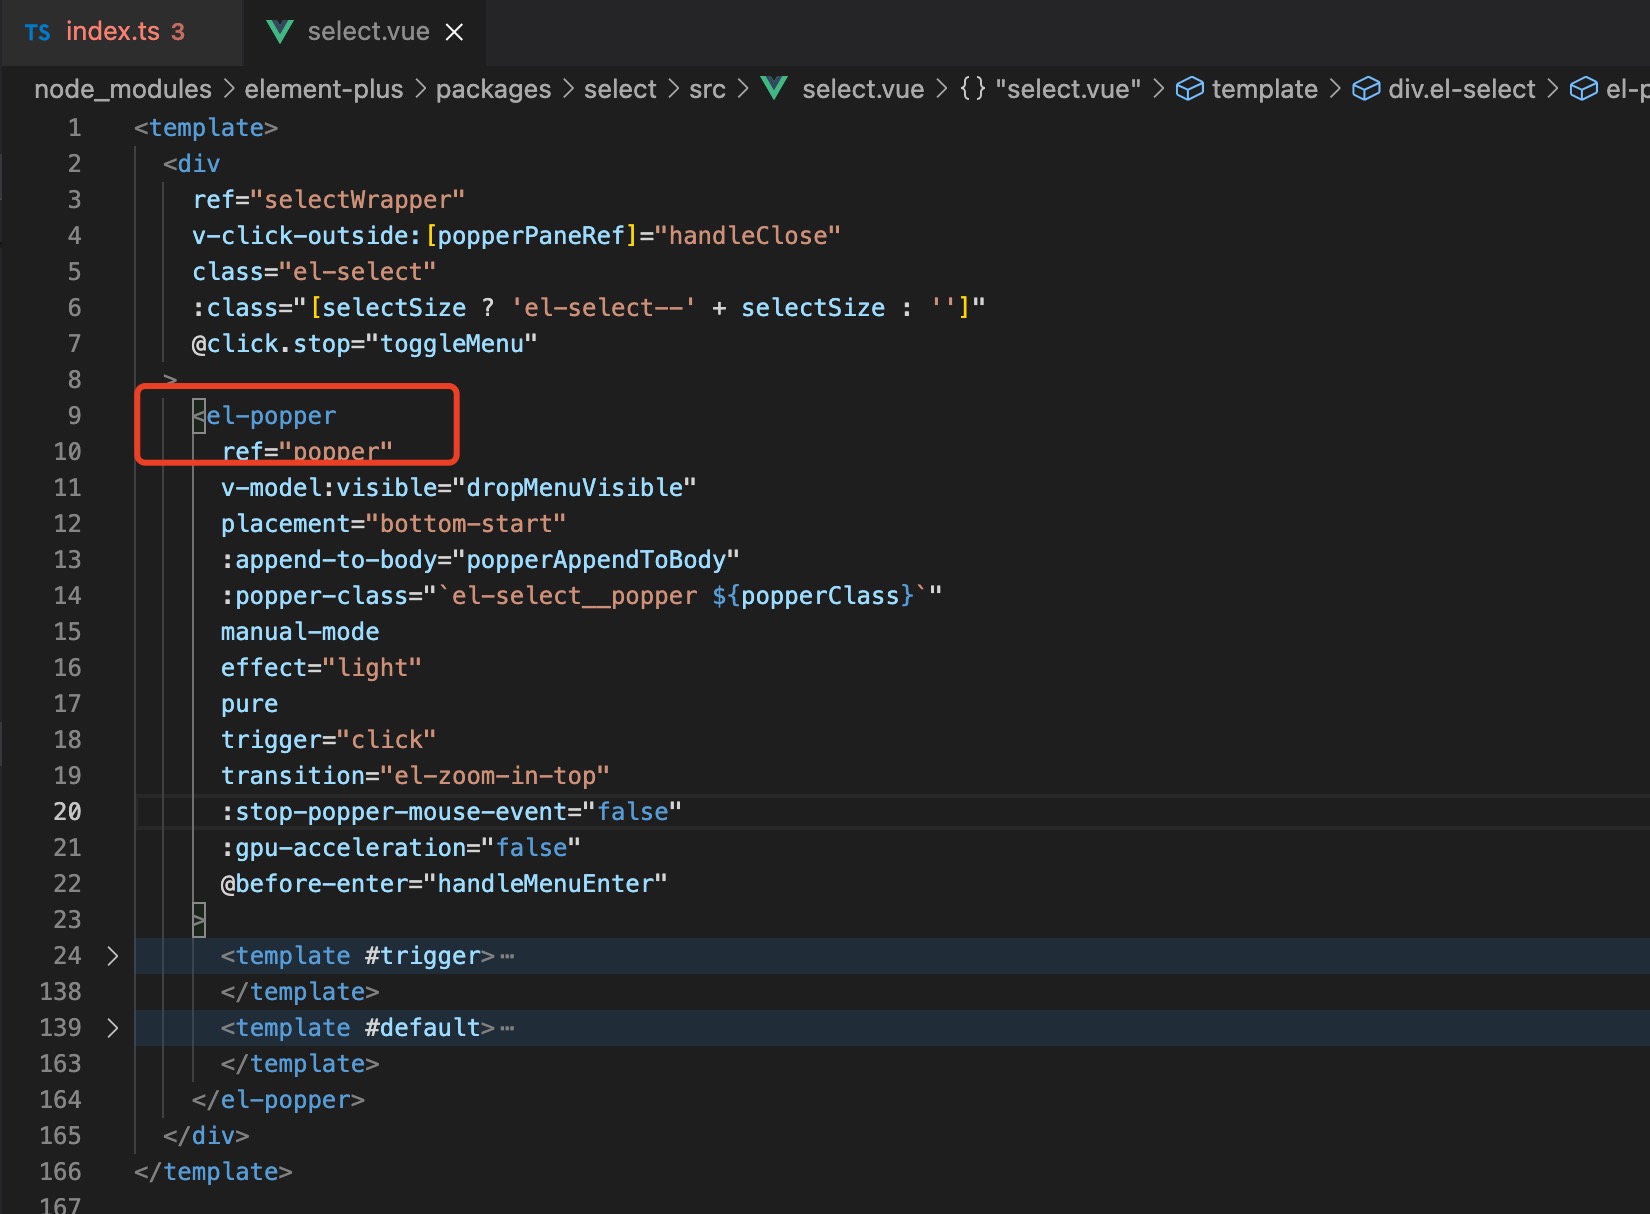 TS index.ts 3 select.vue
node_modules > element-plus > packages > select > src > select.vue > {} "select.vue" > template > div.el-select > el-p
1 <template>
2 <div
3 ref="selectWrapper"
4 v-click-outside:[popperPaneRef]="handleClose"
5 class="el-select"
6 :class="[selectSize ? 'el-select--' + selectSize : '']"
7 @click.stop="toggleMenu"
8 >
9 <el-popper
10 ref="popper"
11 v-model:visible="dropMenuVisible"
12 placement="bottom-start"
13 :append-to-body="popperAppendToBody"
14 :popper-class="`el-select__popper ${popperClass}`"
15 manual-mode
16 effect="light"
17 pure
18 trigger="click"
19 transition="el-zoom-in-top"
20 :stop-popper-mouse-event="false"
21 :gpu-acceleration="false"
22 @before-enter="handleMenuEnter"
23 >
24 <template #trigger>⋯
138 </template>
139 <template #default>⋯
163 </template>
164 </el-popper>
165 </div>
166 </template>
167